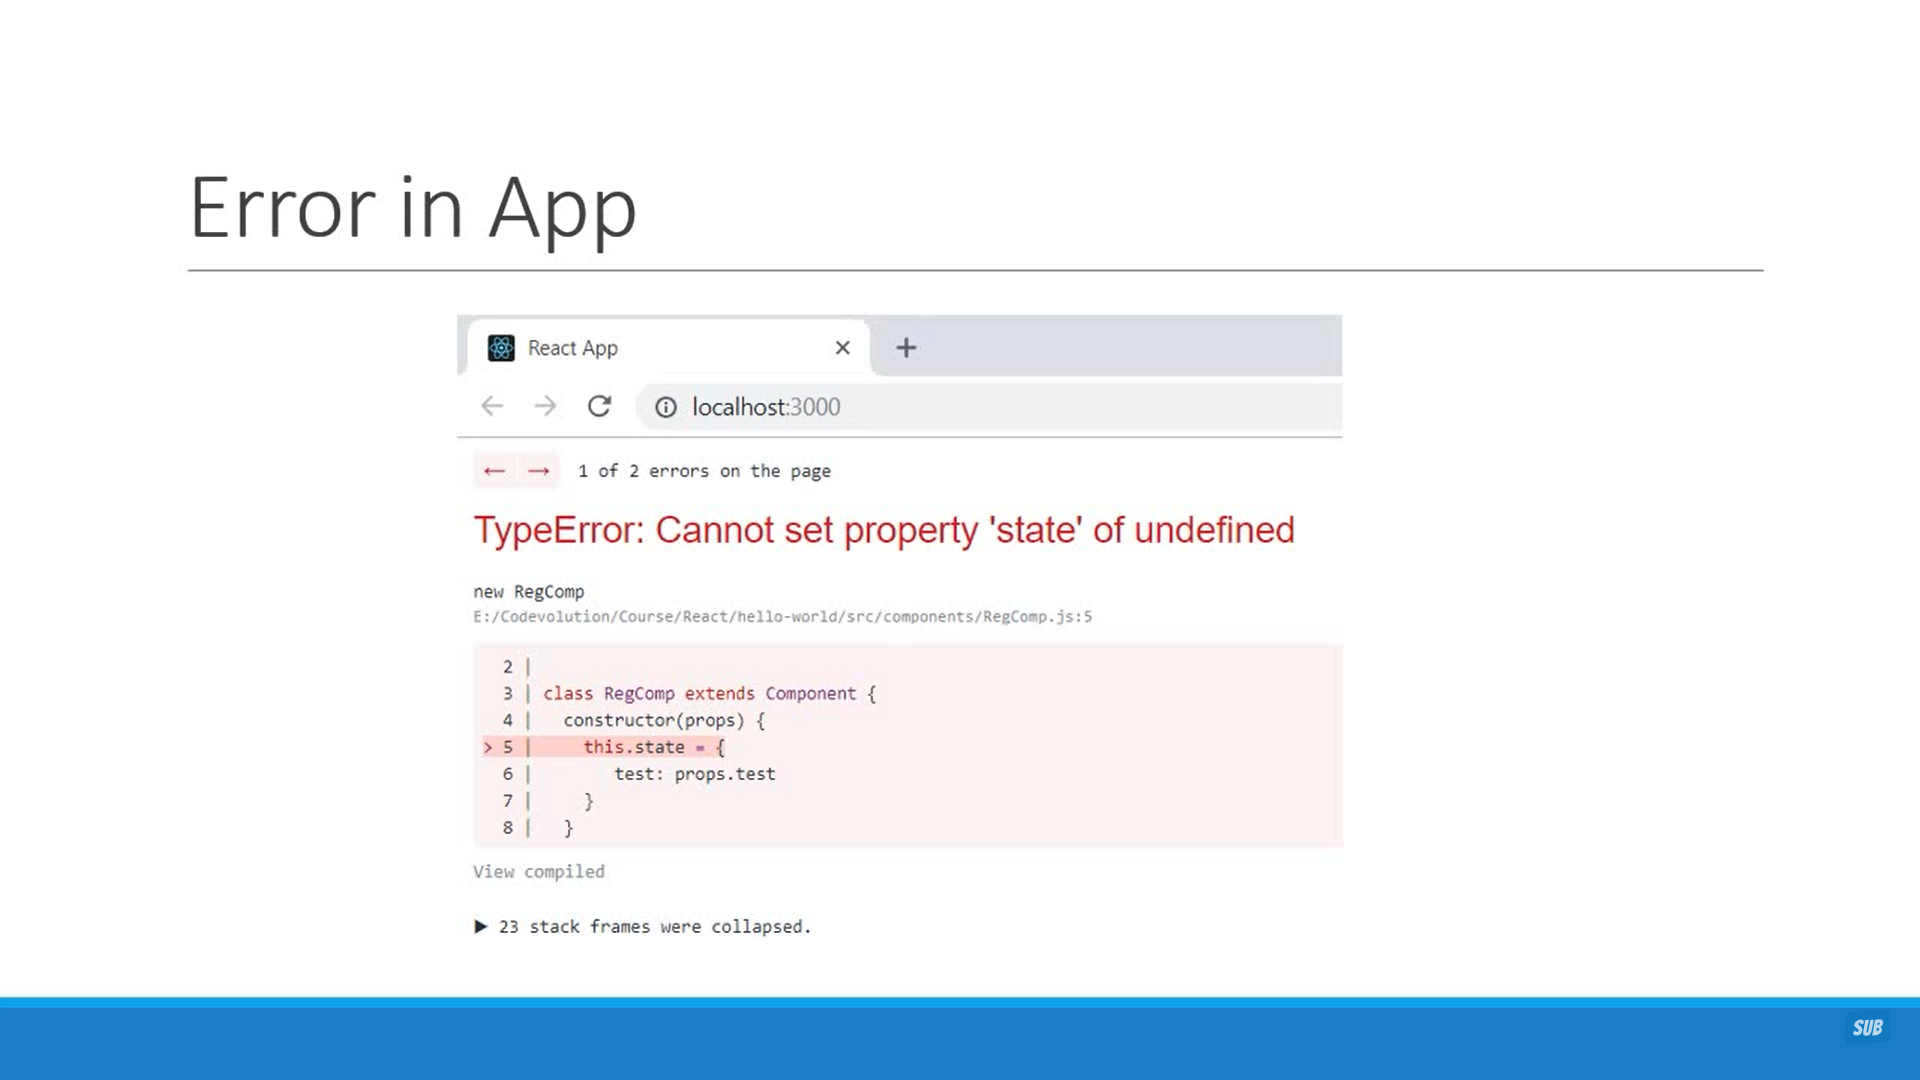 Error in App
React App
localhost:3000
← → 1 of 2 errors on the page
TypeError: Cannot set property 'state' of undefined
new RegComp
E:/Codevolution/Course/React/hello-world/src/components/RegComp.js:5
2 |
3 | class RegComp extends Component {
4 |   constructor(props) {
> 5 |     this.state = {
6 |        test: props.test
7 |     }
8 |   }
View compiled
▶ 23 stack frames were collapsed.
SUB